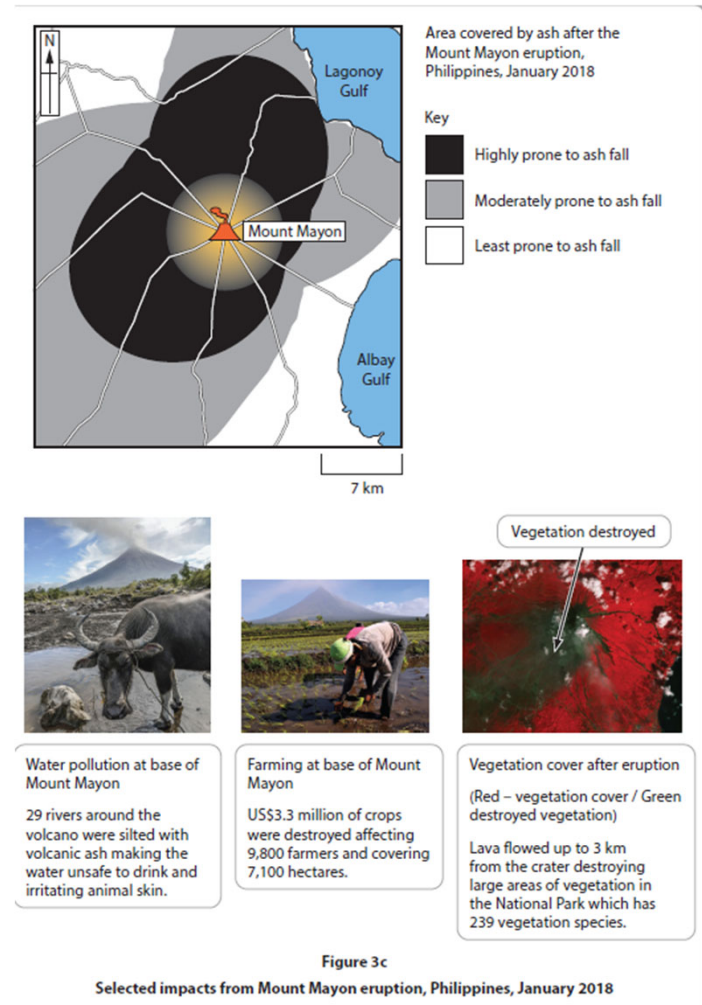 N
Lagonoy
Gulf
Mount Mayon
Albay
Gulf
7 km
Area covered by ash after the
Mount Mayon eruption,
Philippines, January 2018
Key
Highly prone to ash fall
Moderately prone to ash fall
Least prone to ash fall
Vegetation destroyed
Water pollution at base of
Mount Mayon
29 rivers around the
volcano were silted with
volcanic ash making the
water unsafe to drink and
irritating animal skin.
Farming at base of Mount
Mayon
US$3.3 million of crops
were destroyed affecting
9,800 farmers and covering
7,100 hectares.
Vegetation cover after eruption
(Red – vegetation cover / Green
destroyed vegetation)
Lava flowed up to 3 km
from the crater destroying
large areas of vegetation in
the National Park which has
239 vegetation species.
Figure 3c
Selected impacts from Mount Mayon eruption, Philippines, January 2018